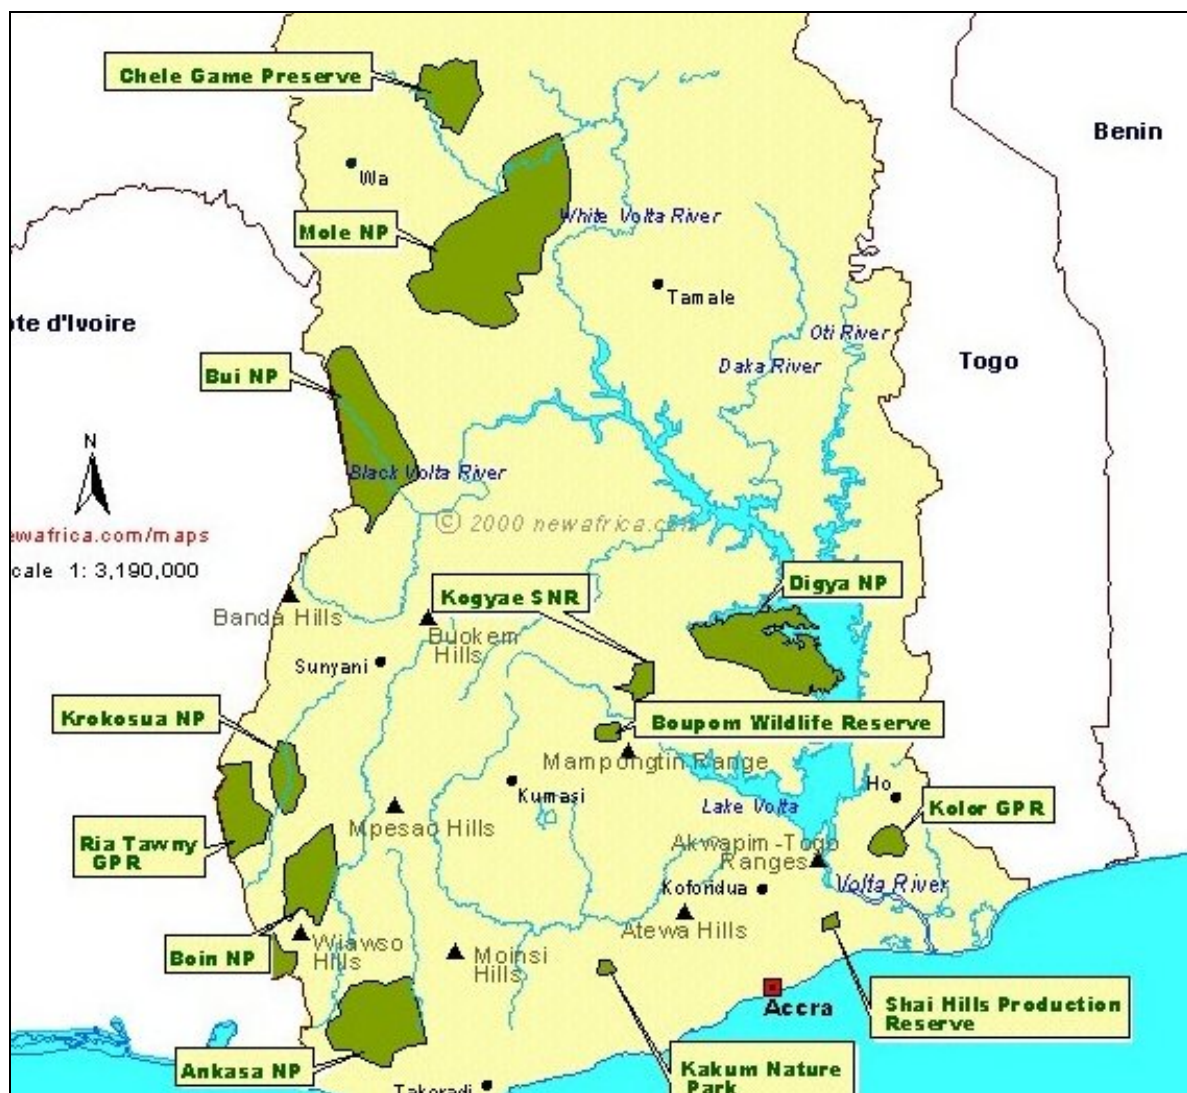 Chele Game Preserve
Benin
Wa
White Volta River
Mole NP
Tamale
ote d'Ivoire
Oti River
Togo
Daka River
Bui NP
N
Black Volta River
© 2000 newafrica.com
ewafrica.com/maps
cale 1: 3,190,000
Digya NP
Kogyae SNR
Banda Hills
Buokem
Hills
Sunyani
Krokosua NP
Boupom Wildlife Reserve
Mampongtin Range
Ho
Kumasi
Lake Volta
Kolor GPR
Mpesao Hills
Ria Tawny
GPR
Akwapim-Togo
Ranges
Koforidua
Volta River
Atewa Hills
Wiawso
Hills
Boin NP
Moinsi
Hills
Accra
Shai Hills Production
Reserve
Ankasa NP
Kakum Nature
Park
Takoradi